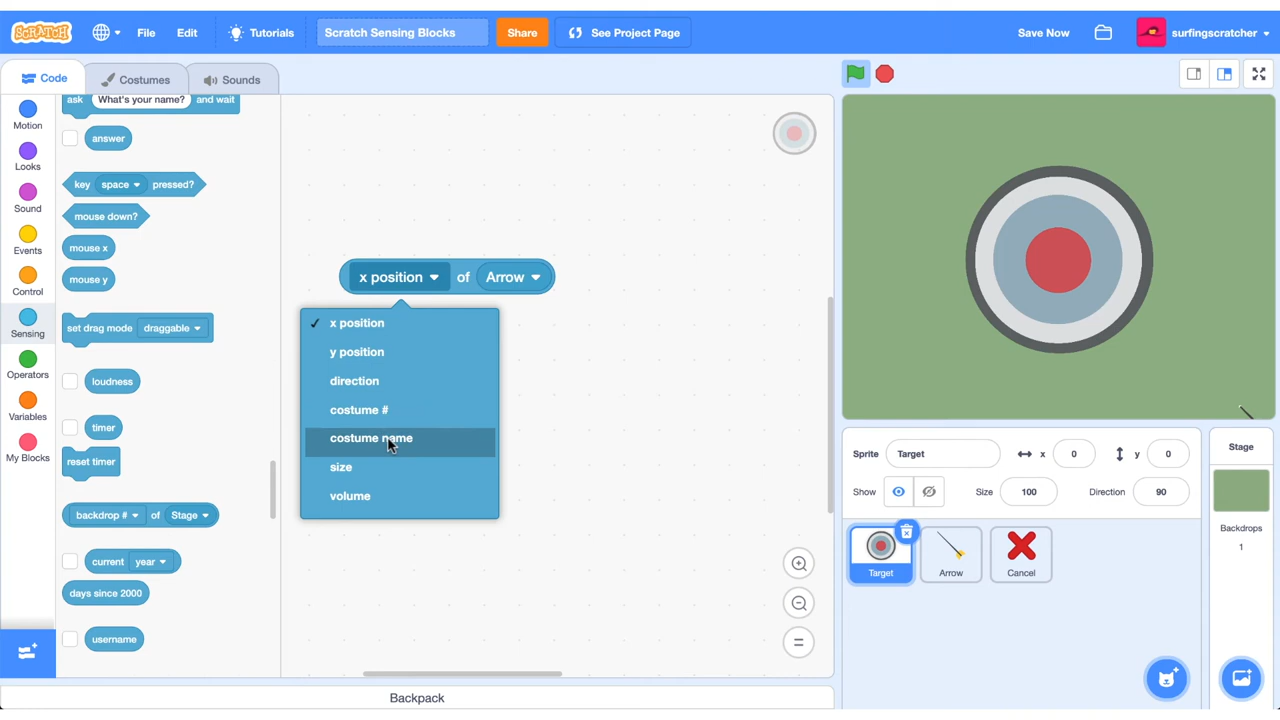 SCRATCH File Edit Tutorials Scratch Sensing Blocks Share See Project Page Save Now surfingscratcher
Code Costumes Sounds
Motion
Looks
Sound
Events
Control
Sensing
Operators
Variables
My Blocks
ask What's your name? and wait
answer
key space pressed?
mouse down?
mouse x
mouse y
set drag mode draggable
loudness
timer
reset timer
backdrop # of Stage
current year
days since 2000
username
x position of Arrow
✓ x position
y position
direction
costume #
costume name
size
volume
Backpack
Sprite Target x 0 y 0
Show Size 100 Direction 90
Target Arrow Cancel
Stage
Backdrops
1